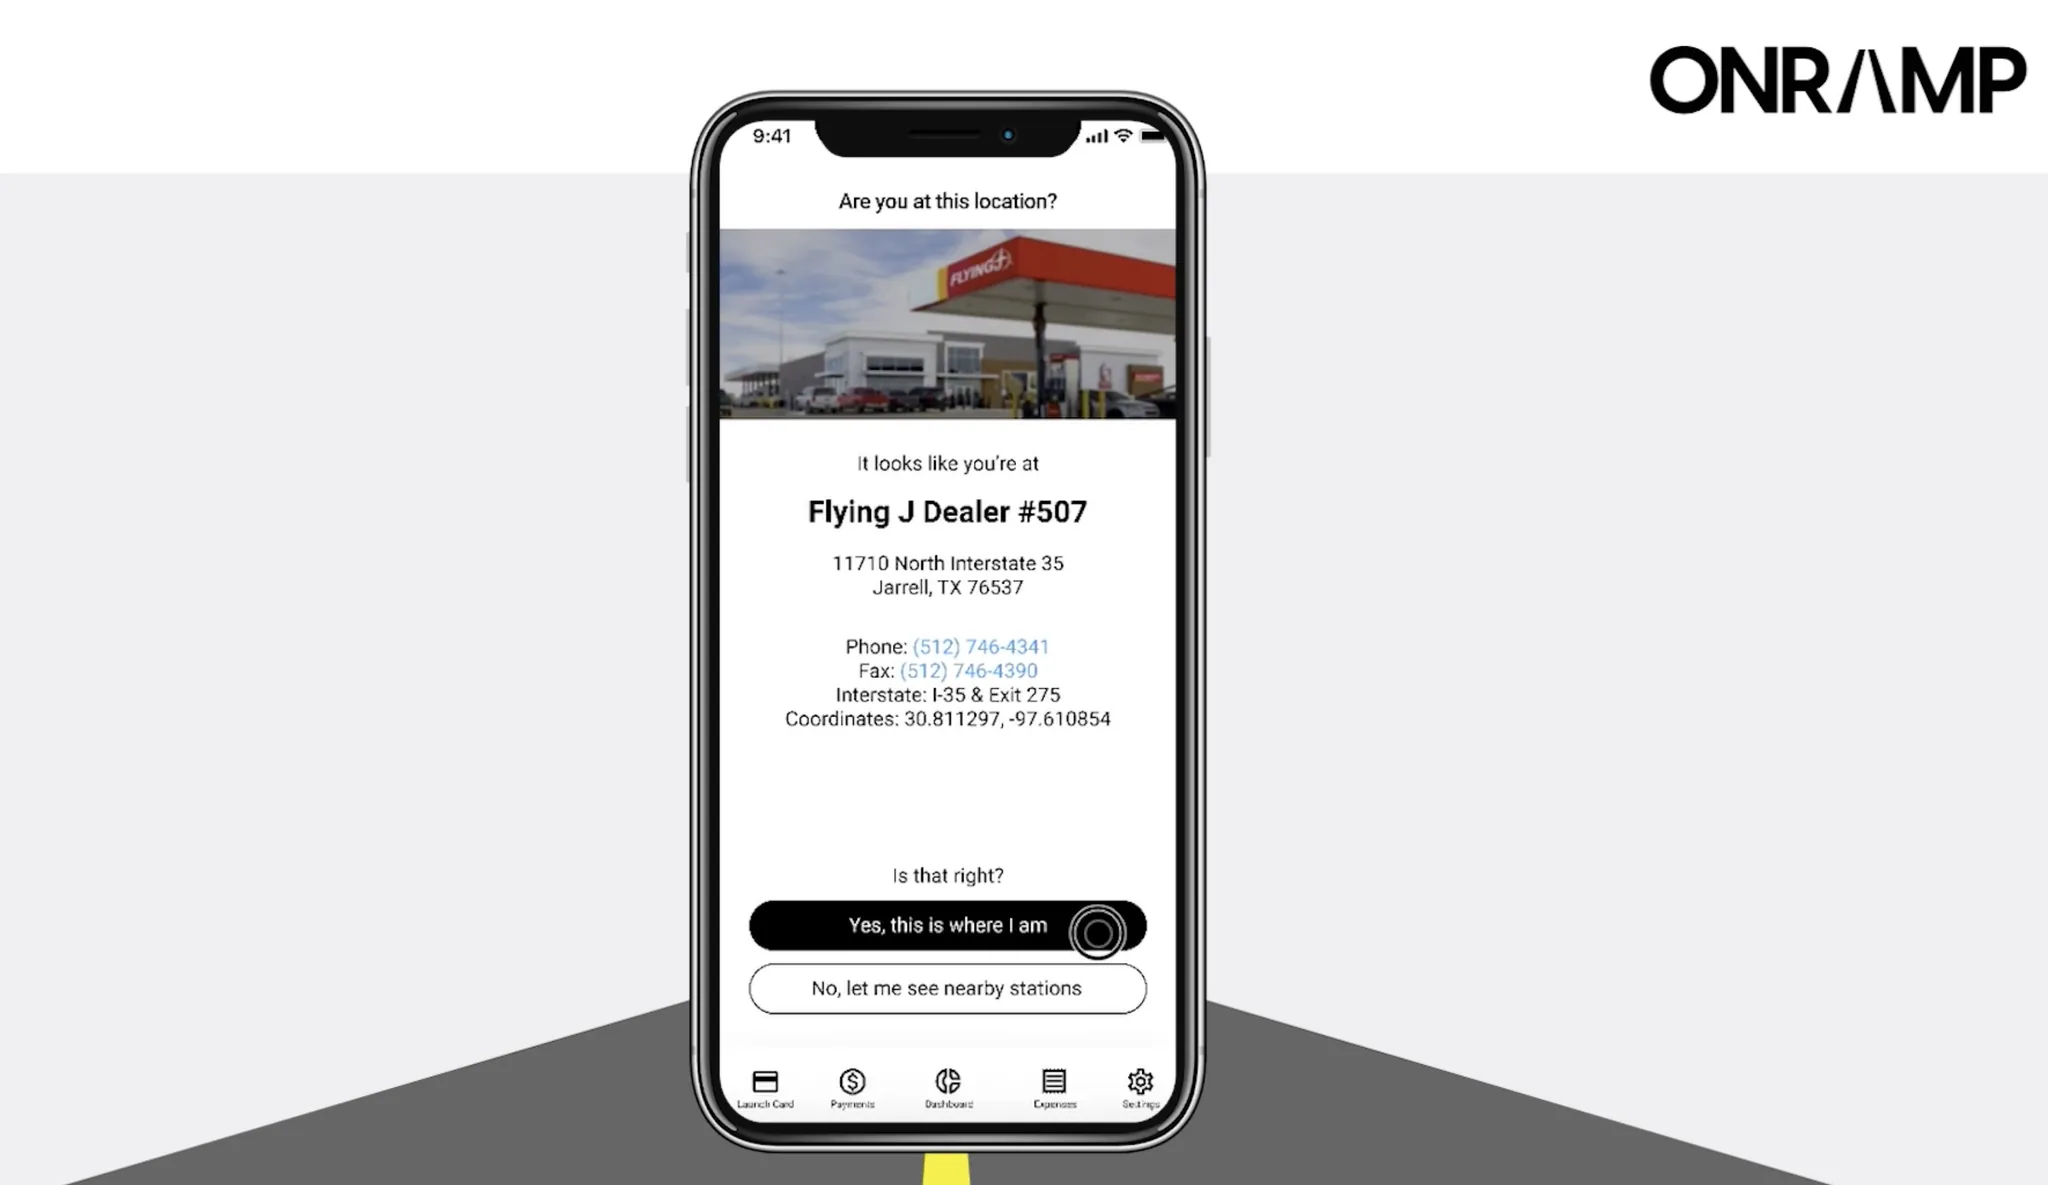 ONRAMP
9:41
Are you at this location?
FLYING J
It looks like you're at
Flying J Dealer #507
11710 North Interstate 35
Jarrell, TX 76537
Phone: (512) 746-4341
Fax: (512) 746-4390
Interstate: I-35 & Exit 275
Coordinates: 30.811297, -97.610854
Is that right?
Yes, this is where I am
No, let me see nearby stations
Launch Card
Payments
Dashboard
Expenses
Settings